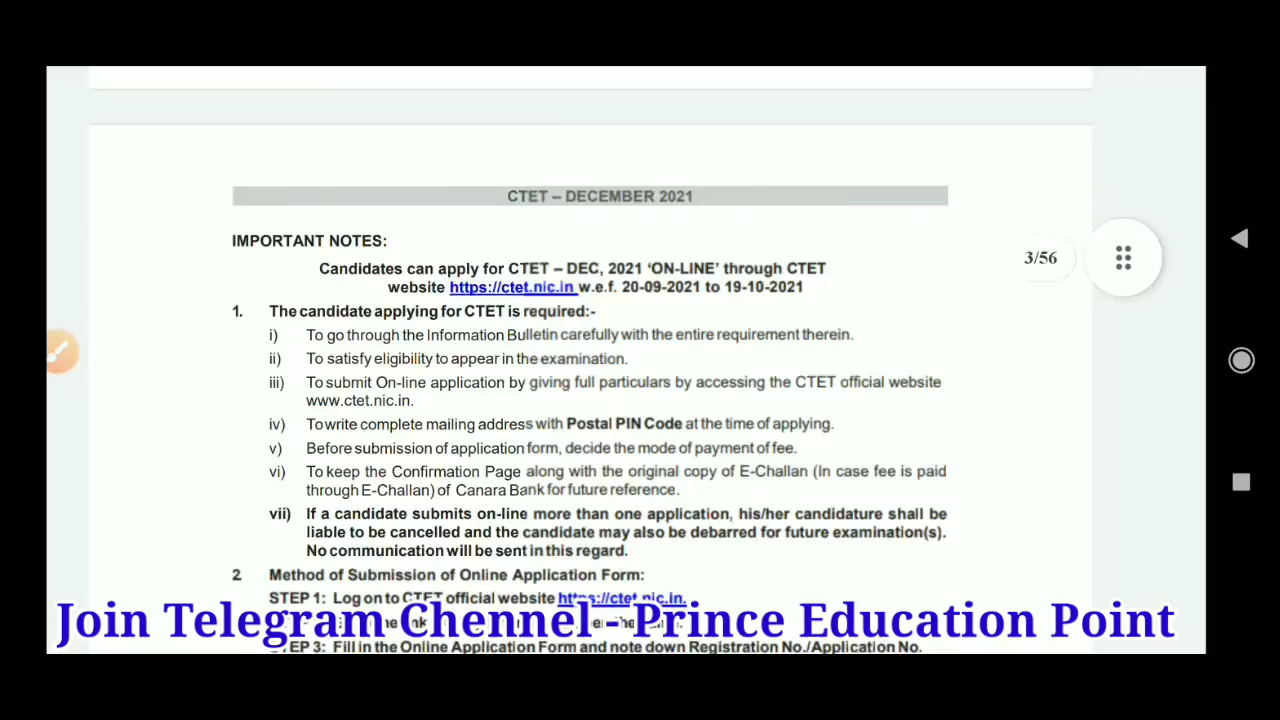 CTET – DECEMBER 2021
IMPORTANT NOTES:
Candidates can apply for CTET – DEC, 2021 ‘ON-LINE’ through CTET
website https://ctet.nic.in w.e.f. 20-09-2021 to 19-10-2021
3/56
1. The candidate applying for CTET is required:-
i) To go through the Information Bulletin carefully with the entire requirement therein.
ii) To satisfy eligibility to appear in the examination.
iii) To submit On-line application by giving full particulars by accessing the CTET official website
www.ctet.nic.in.
iv) To write complete mailing address with Postal PIN Code at the time of applying.
v) Before submission of application form, decide the mode of payment of fee.
vi) To keep the Confirmation Page along with the original copy of E-Challan (In case fee is paid
through E-Challan) of Canara Bank for future reference.
vii) If a candidate submits on-line more than one application, his/her candidature shall be
liable to be cancelled and the candidate may also be debarred for future examination(s).
No communication will be sent in this regard.
2 Method of Submission of Online Application Form:
STEP 1: Log on to CTET official website https://ctet.nic.in.
Join Telegram Chennel - Prince Education Point
STEP 3: Fill in the Online Application Form and note down Registration No./Application No.